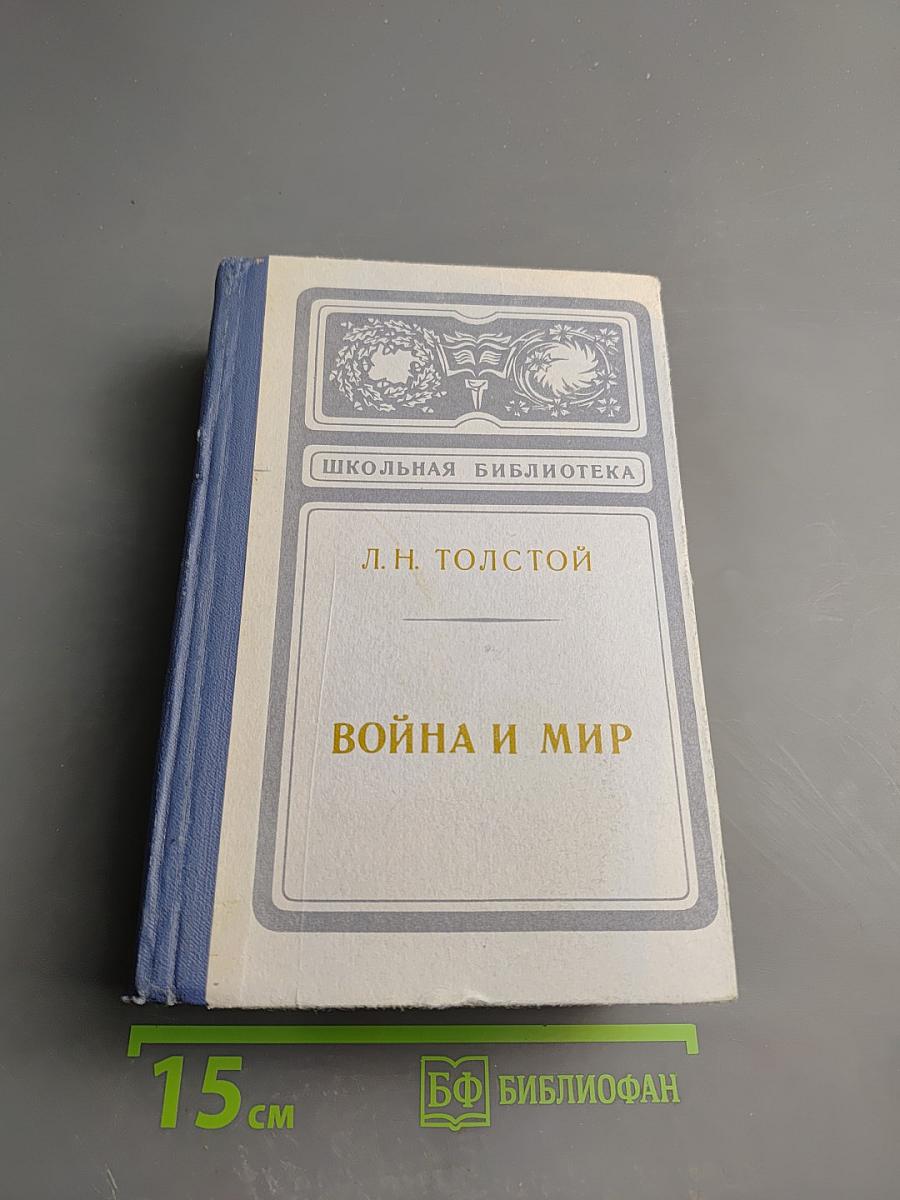 ШКОЛЬНАЯ БИБЛИОТЕКА
Л. Н. ТОЛСТОЙ
ВОЙНА И МИР
15 см
БФ БИБЛИОФАН